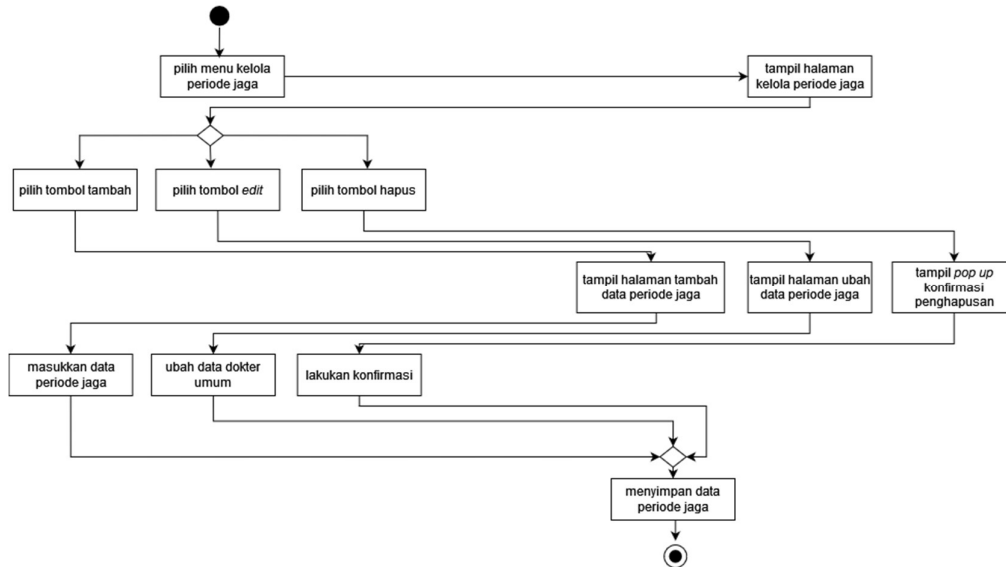 pilih menu kelola
periode jaga
tampil halaman
kelola periode jaga
pilih tombol tambah
pilih tombol edit
pilih tombol hapus
tampil halaman tambah
data periode jaga
tampil halaman ubah
data periode jaga
tampil pop up
konfirmasi
penghapusan
masukkan data
periode jaga
ubah data dokter
umum
lakukan konfirmasi
menyimpan data
periode jaga